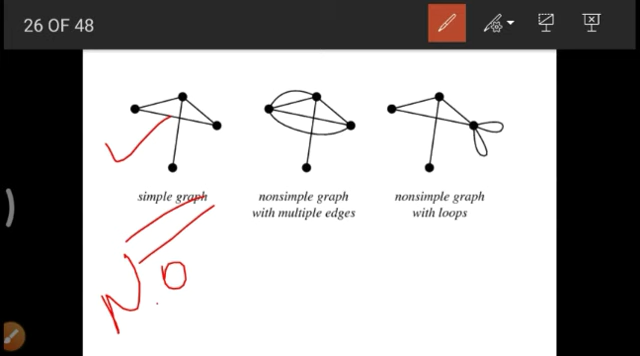 26 OF 48
simple graph
nonsimple graph
with multiple edges
nonsimple graph
with loops
NO